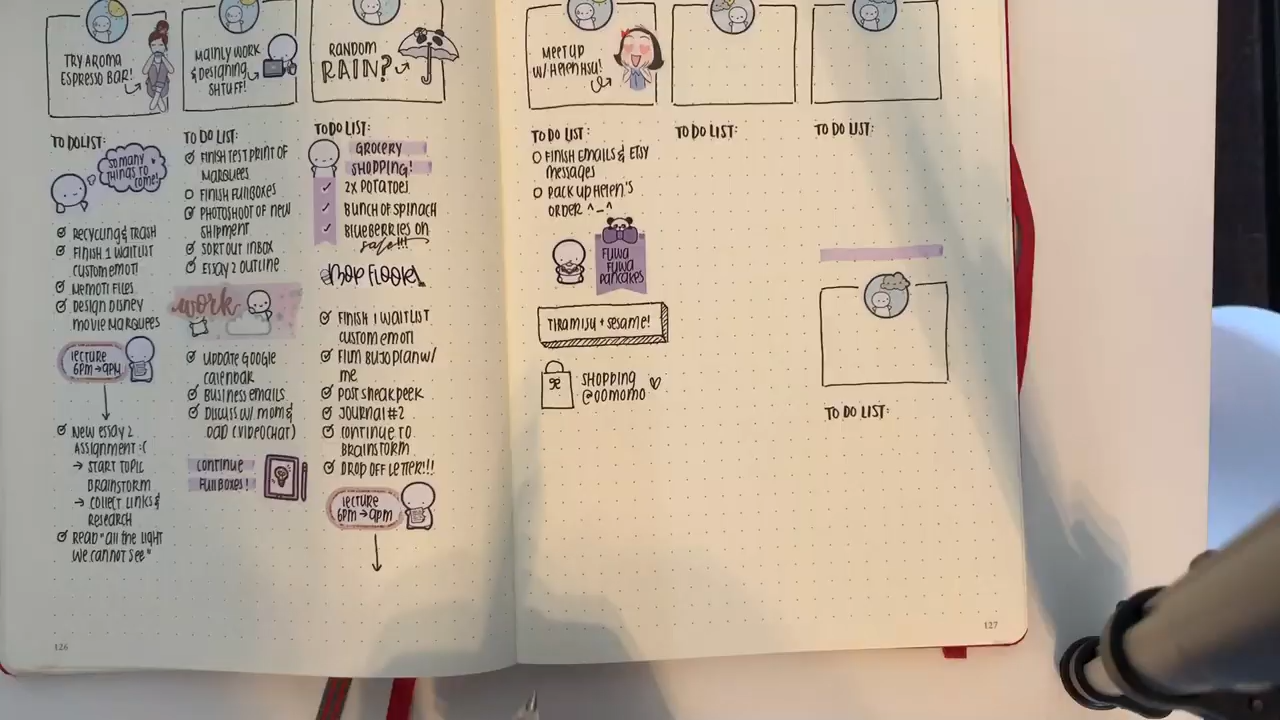 TRY AROMA
ESPRESSO BAR!
TO DO LIST:
SO MANY
THINGS TO
COME!
RECYCLING & TRASH
FINISH 1 WAITLIST
CUSTOM EMOTI
MEMOTI FILES
DESIGN DISNEY
MOVIE MARQUEES
LECTURE
6PM → 9PM
NEW ESSAY 2
ASSIGNMENT :(
→ START TOPIC
BRAINSTORM
→ COLLECT LINKS &
RESEARCH
READ "ALL THE LIGHT
WE CANNOT SEE"
126
MAINLY WORK
& DESIGNING
SHTUFF!
TO DO LIST:
FINISH TEST PRINT OF
MARQUEES
FINISH FUNBOXES
PHOTOSHOOT OF NEW
SHIPMENT
SORT OUT INBOX
ESSAY 2 OUTLINE
work
UPDATE GOOGLE
CALENDAR
BUSINESS EMAILS
DISCUSS W/ MOM &
DAD (VIDEOCHAT)
CONTINUE
FUNBOXES!
RANDOM
RAIN?
TO DO LIST:
GROCERY
SHOPPING!
2X POTATOES
BUNCH OF SPINACH
BLUEBERRIES ON
sale!!!
MOP FLOORS
FINISH 1 WAITLIST
CUSTOM EMOTI
FILM BUJO PLAN W/
ME
POST SNEAK PEEK
JOURNAL #2
CONTINUE TO
BRAINSTORM
DROP OFF LETTER!!!
LECTURE
6PM → 9PM
MEET UP
W/ HELEN HSU!
TO DO LIST:
FINISH EMAILS & ETSY
MESSAGES
PACK UP HELEN'S
ORDER ^_^
FUWA
FUWA
PANCAKES
TIRAMISU + SESAME!
SHOPPING
@OOMOMO
TO DO LIST:
TO DO LIST:
TO DO LIST:
127